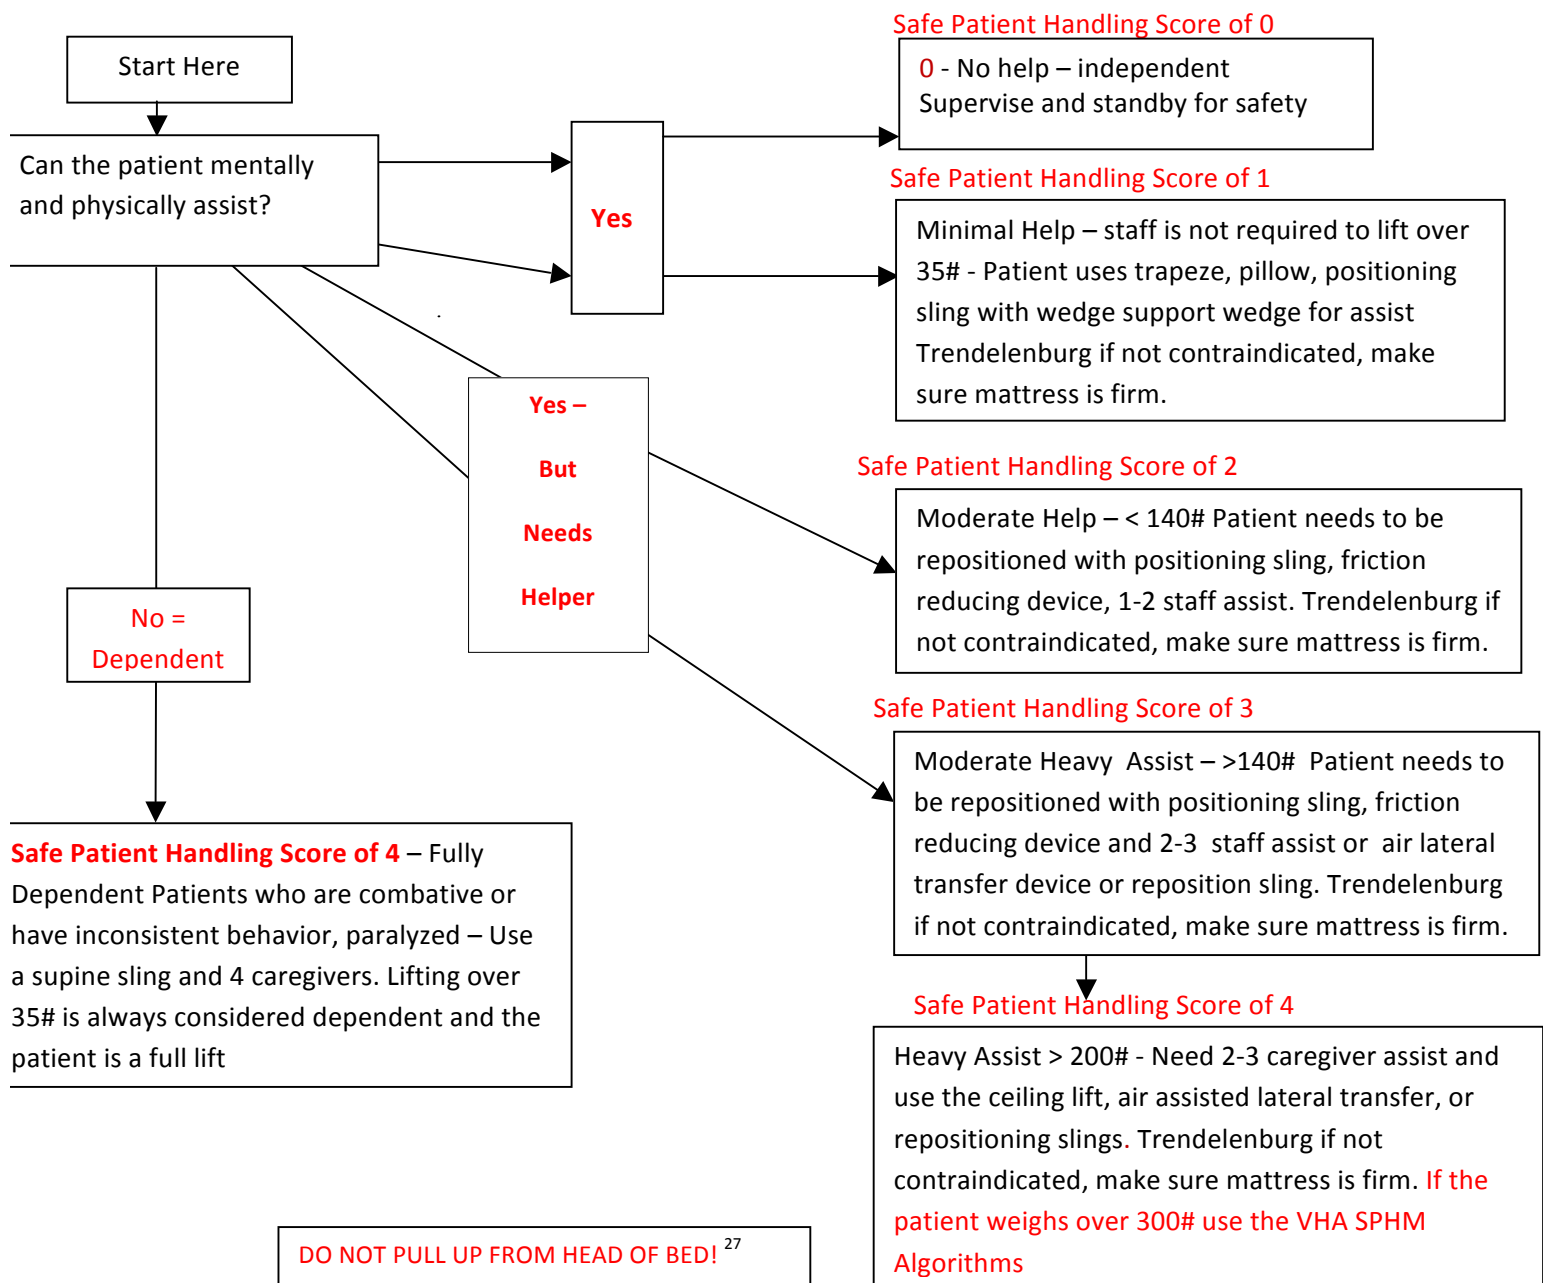 Start Here
Can the patient mentally
and physically assist?
Yes
Safe Patient Handling Score of 0
0 - No help – independent
Supervise and standby for safety
Safe Patient Handling Score of 1
Minimal Help – staff is not required to lift over
35# - Patient uses trapeze, pillow, positioning
sling with wedge support wedge for assist
Trendelenburg if not contraindicated, make
sure mattress is firm.
Yes –
But
Needs
Helper
Safe Patient Handling Score of 2
Moderate Help – < 140# Patient needs to be
repositioned with positioning sling, friction
reducing device, 1-2 staff assist. Trendelenburg if
not contraindicated, make sure mattress is firm.
Safe Patient Handling Score of 3
Moderate Heavy Assist – >140# Patient needs to
be repositioned with positioning sling, friction
reducing device and 2-3 staff assist or air lateral
transfer device or reposition sling. Trendelenburg
if not contraindicated, make sure mattress is firm.
Safe Patient Handling Score of 4
Heavy Assist > 200# - Need 2-3 caregiver assist and
use the ceiling lift, air assisted lateral transfer, or
repositioning slings. Trendelenburg if not
contraindicated, make sure mattress is firm. If the
patient weighs over 300# use the VHA SPHM
Algorithms
No =
Dependent
Safe Patient Handling Score of 4 – Fully
Dependent Patients who are combative or
have inconsistent behavior, paralyzed – Use
a supine sling and 4 caregivers. Lifting over
35# is always considered dependent and the
patient is a full lift
DO NOT PULL UP FROM HEAD OF BED! 27